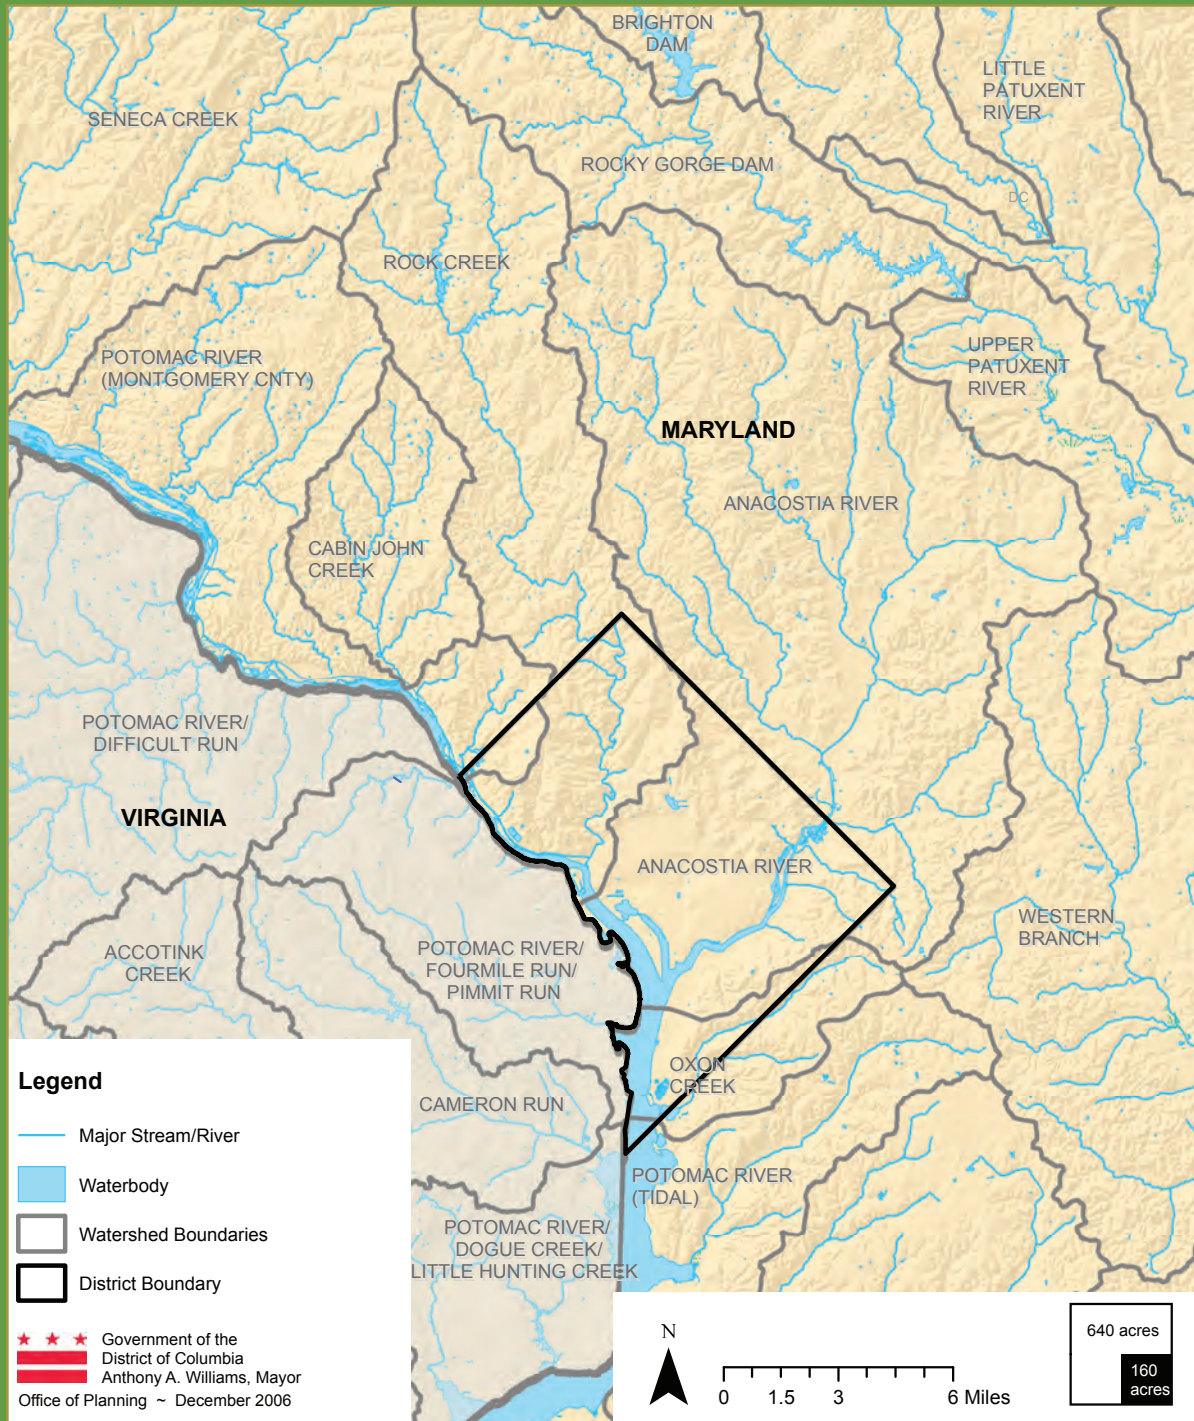 BRIGHTON
DAM
LITTLE
PATUXENT
RIVER
SENECA CREEK
ROCKY GORGE DAM
DC
ROCK CREEK
POTOMAC RIVER
(MONTGOMERY CNTY)
UPPER
PATUXENT
RIVER
MARYLAND
ANACOSTIA RIVER
CABIN JOHN
CREEK
POTOMAC RIVER/
DIFFICULT RUN
VIRGINIA
ANACOSTIA RIVER
WESTERN
BRANCH
ACCOTINK
CREEK
POTOMAC RIVER/
FOURMILE RUN/
PIMMIT RUN
OXON
CREEK
CAMERON RUN
POTOMAC RIVER
(TIDAL)
POTOMAC RIVER/
DOGUE CREEK/
LITTLE HUNTING CREEK
Legend
Major Stream/River
Waterbody
Watershed Boundaries
District Boundary
Government of the
District of Columbia
Anthony A. Williams, Mayor
Office of Planning ~ December 2006
N
0 1.5 3 6 Miles
640 acres
160
acres